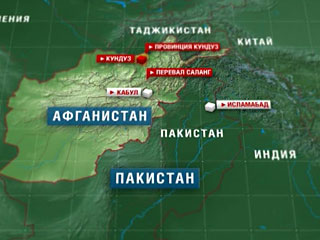 ТАДЖИКИСТАН
КИТАЙ
ПРОВИНЦИЯ КУНДУЗ
КУНДУЗ
ПЕРЕВАЛ САЛАНГ
КАБУЛ
ИСЛАМАБАД
АФГАНИСТАН
ПАКИСТАН
ИНДИЯ
ПАКИСТАН